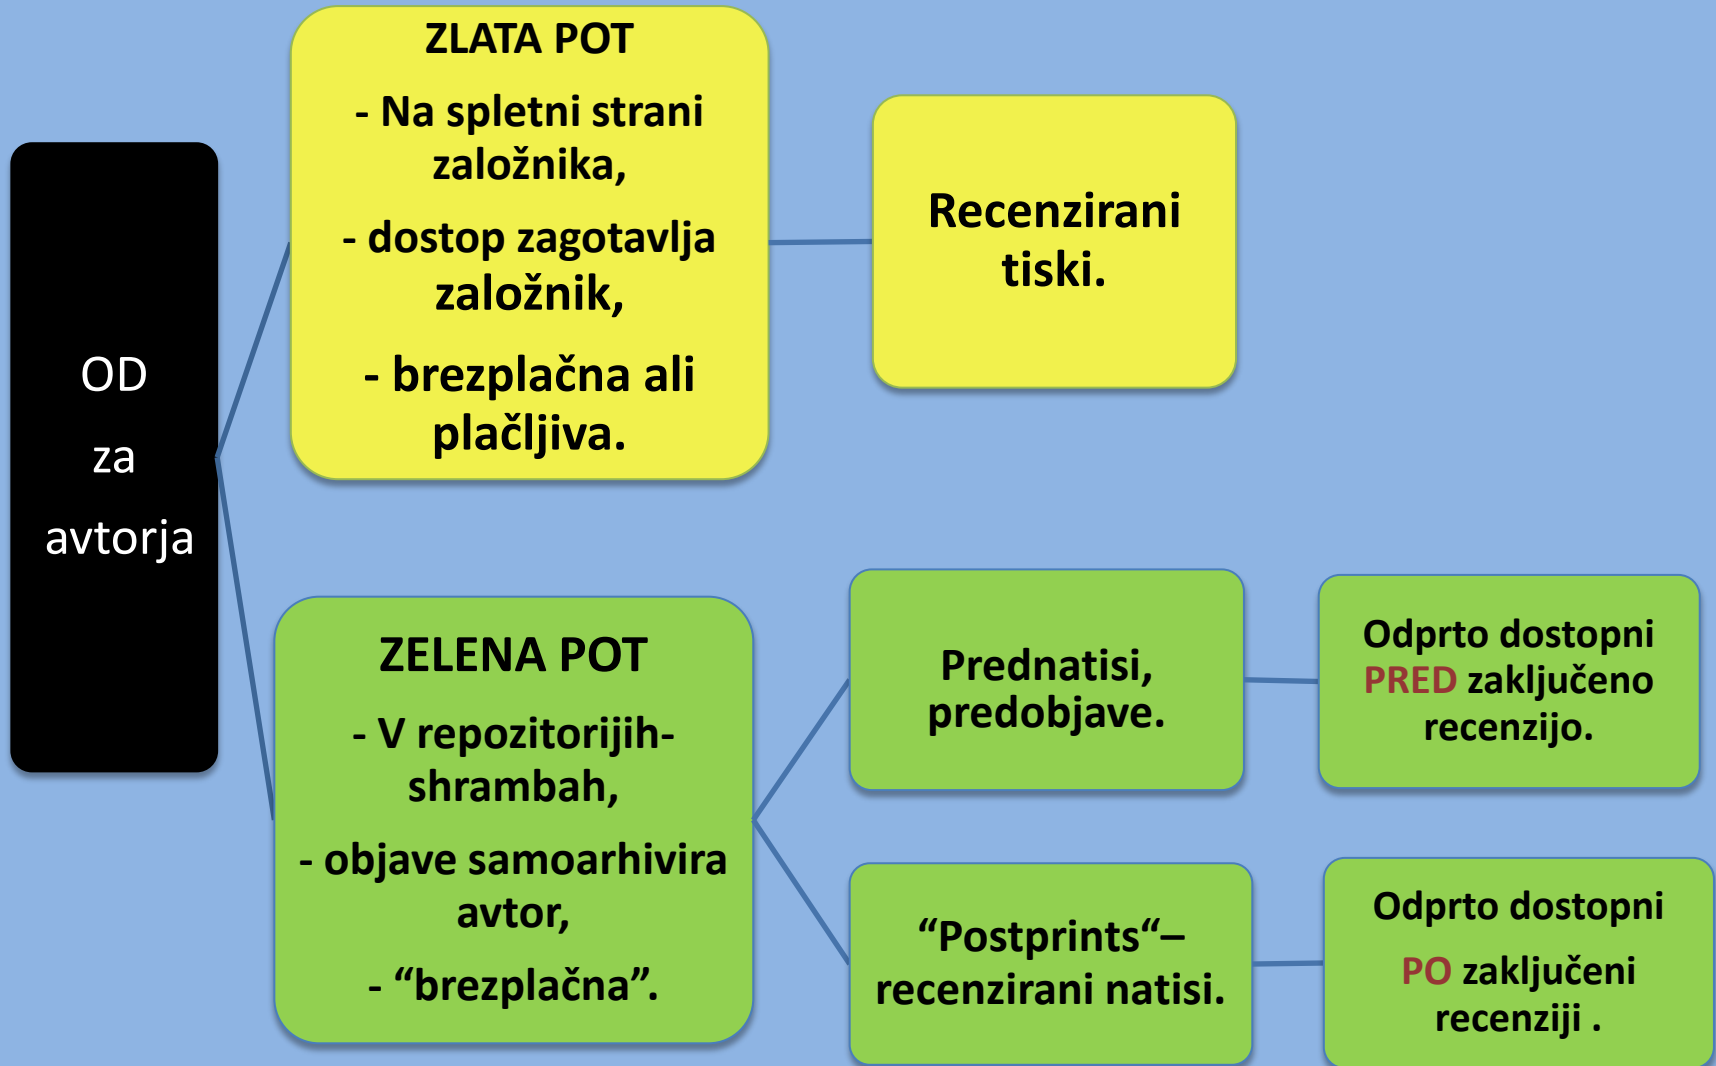 OD
za
avtorja
ZLATA POT
- Na spletni strani
založnika,
- dostop zagotavlja
založnik,
- brezplačna ali
plačljiva.
Recenzirani
tiski.
ZELENA POT
- V repozitorijih-
shrambah,
- objave samoarhivira
avtor,
- “brezplačna”.
Prednatisi,
predobjave.
Odprto dostopni
PRED zaključeno
recenzijo.
“Postprints“–
recenzirani natisi.
Odprto dostopni
PO zaključeni
recenziji .